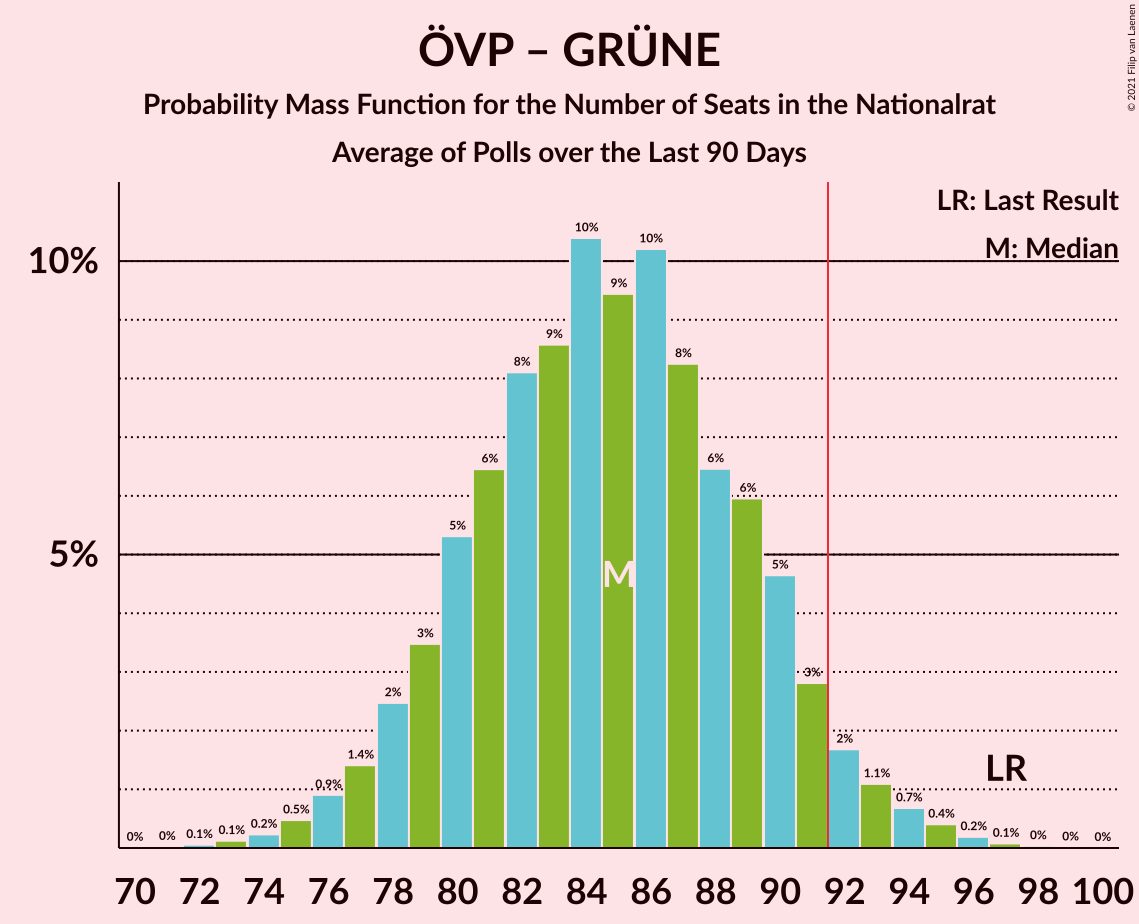 ÖVP – GRÜNE
Probability Mass Function for the Number of Seats in the Nationalrat
Average of Polls over the Last 90 Days
© 2021 Filip van Laenen
LR: Last Result
M: Median
10%
5%
0% 0% 0.1% 0.1% 0.2% 0.5% 0.9% 1.4% 2% 3% 5% 6% 8% 9% 10% 9% 10% 8% 6% 6% 5% 3% 2% 1.1% 0.7% 0.4% 0.2% 0.1% 0% 0% 0%
M
LR
70 72 74 76 78 80 82 84 86 88 90 92 94 96 98 100